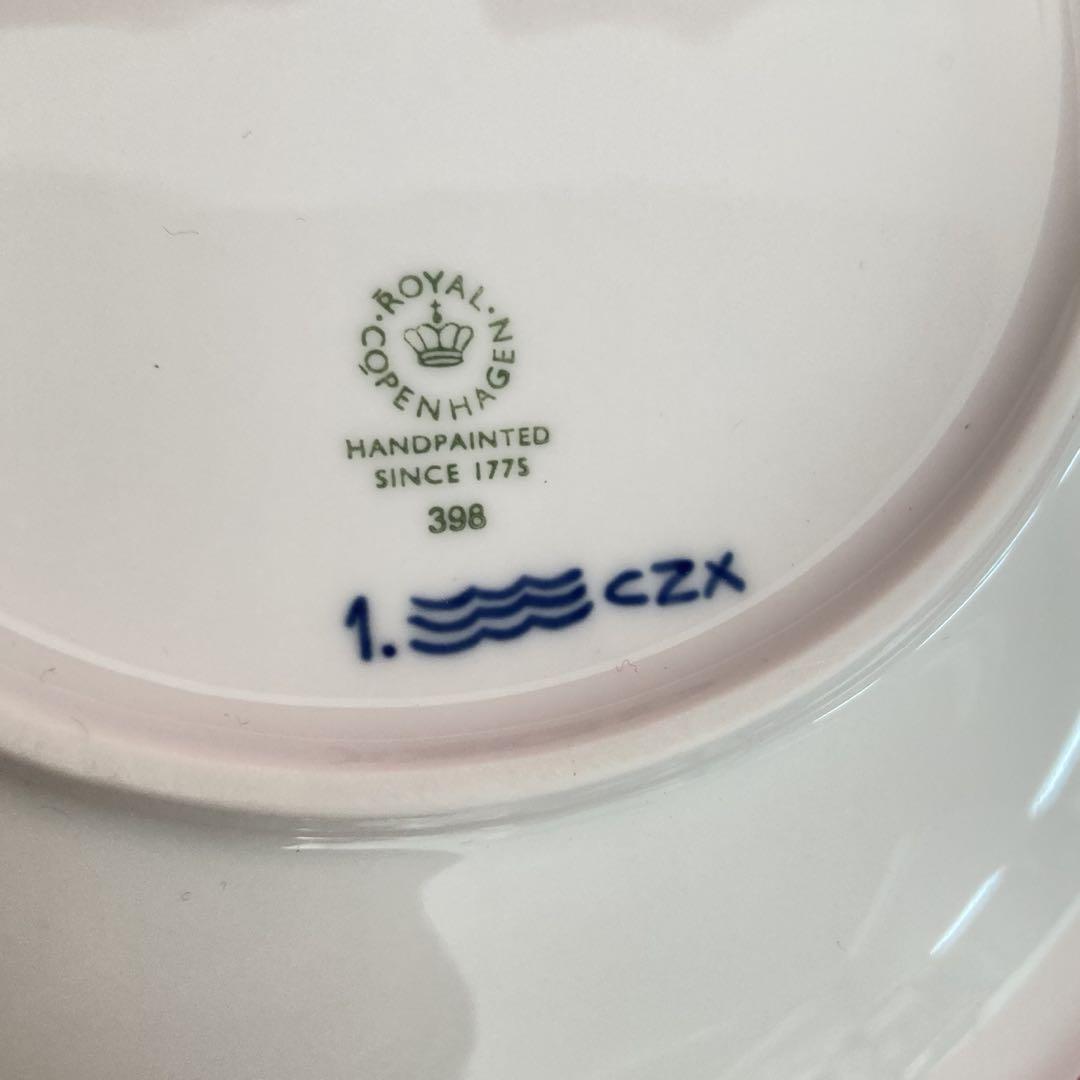 ROYAL · COPENHAGEN ·
HANDPAINTED
SINCE 1775
398
1. CZX